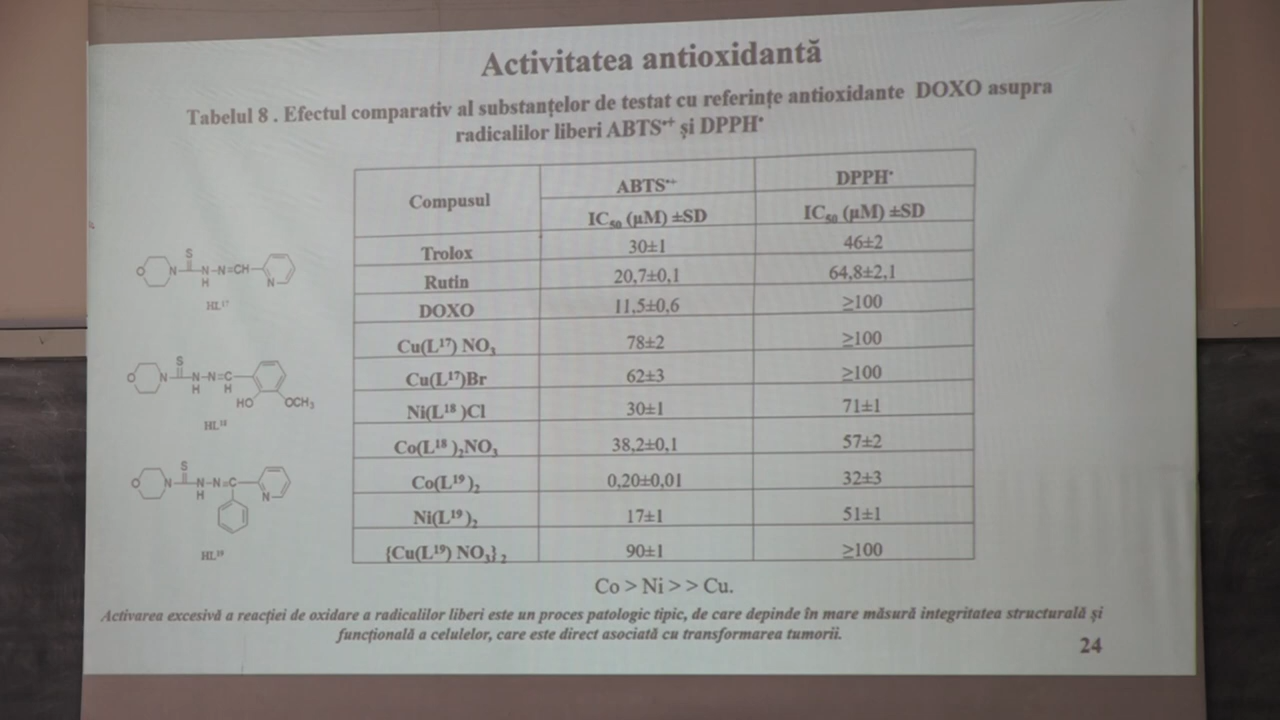 Activitatea antioxidantă
Tabelul 8 . Efectul comparativ al substanțelor de testat cu referințe antioxidante DOXO asupra
radicalilor liberi ABTS•+ și DPPH•
Compusul ABTS•+ DPPH•
IC₅₀ (µM) ±SD IC₅₀ (µM) ±SD
Trolox 30±1 46±2
Rutin 20,7±0,1 64,8±2,1
DOXO 11,5±0,6 ≥100
Cu(L¹⁷) NO₃ 78±2 ≥100
Cu(L¹⁷)Br 62±3 ≥100
Ni(L¹⁸ )Cl 30±1 71±1
Co(L¹⁸ )₂NO₃ 38,2±0,1 57±2
Co(L¹⁹ )₂ 0,20±0,01 32±3
Ni(L¹⁹ )₂ 17±1 51±1
{Cu(L¹⁹) NO₃} ₂ 90±1 ≥100
O N S N-N=CH N
H
HL¹⁷
O N S N-N=C
H H
HO OCH₃
HL¹⁸
O N S N-N=C N
H
HL¹⁹
Co > Ni > > Cu.
Activarea excesivă a reacției de oxidare a radicalilor liberi este un proces patologic tipic, de care depinde în mare măsură integritatea structurală și
funcțională a celulelor, care este direct asociată cu transformarea tumorii.
24